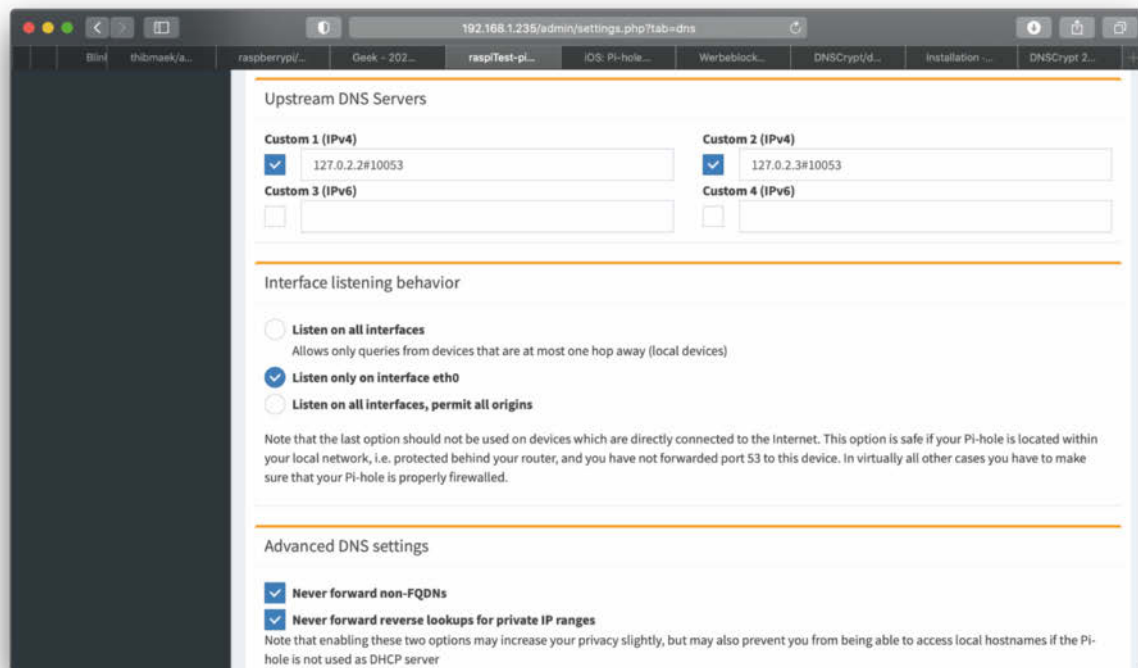 192.168.1.235/admin/settings.php?tab=dns
Blinl
thibmaek/a...
raspberrypi/...
Geek - 202...
raspiTest-pi...
iOS: Pi-hole...
Werbeblock...
DNSCrypt/d...
Installation -...
DNSCrypt 2...
Upstream DNS Servers
Custom 1 (IPv4)
Custom 2 (IPv4)
127.0.2.2#10053
127.0.2.3#10053
Custom 3 (IPv6)
Custom 4 (IPv6)
Interface listening behavior
Listen on all interfaces
Allows only queries from devices that are at most one hop away (local devices)
Listen only on interface eth0
Listen on all interfaces, permit all origins
Note that the last option should not be used on devices which are directly connected to the Internet. This option is safe if your Pi-hole is located within
your local network, i.e. protected behind your router, and you have not forwarded port 53 to this device. In virtually all other cases you have to make
sure that your Pi-hole is properly firewalled.
Advanced DNS settings
Never forward non-FQDNs
Never forward reverse lookups for private IP ranges
Note that enabling these two options may increase your privacy slightly, but may also prevent you from being able to access local hostnames if the Pi-
hole is not used as DHCP server